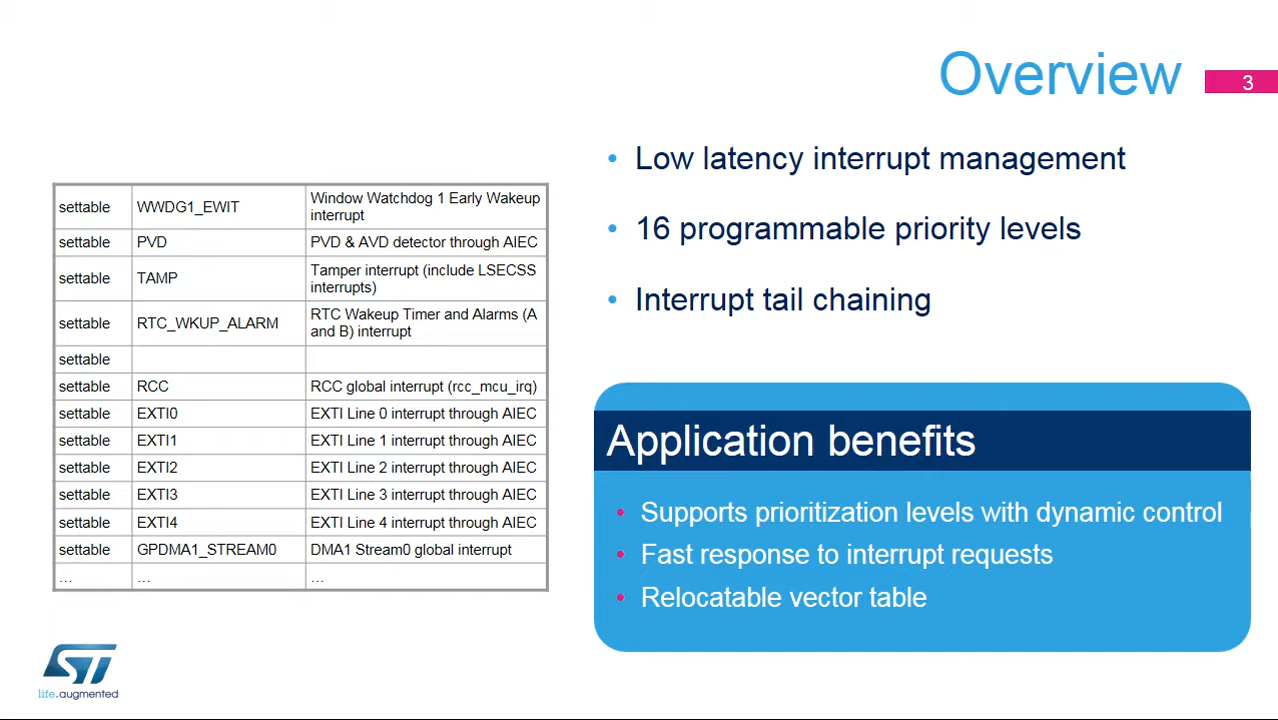 Overview
3
settable WWDG1_EWIT Window Watchdog 1 Early Wakeup
interrupt
settable PVD PVD & AVD detector through AIEC
settable TAMP Tamper interrupt (include LSECSS
interrupts)
settable RTC_WKUP_ALARM RTC Wakeup Timer and Alarms (A
and B) interrupt
settable
settable RCC RCC global interrupt (rcc_mcu_irq)
settable EXTI0 EXTI Line 0 interrupt through AIEC
settable EXTI1 EXTI Line 1 interrupt through AIEC
settable EXTI2 EXTI Line 2 interrupt through AIEC
settable EXTI3 EXTI Line 3 interrupt through AIEC
settable EXTI4 EXTI Line 4 interrupt through AIEC
settable GPDMA1_STREAM0 DMA1 Stream0 global interrupt
... ... ...
• Low latency interrupt management
• 16 programmable priority levels
• Interrupt tail chaining
Application benefits
• Supports prioritization levels with dynamic control
• Fast response to interrupt requests
• Relocatable vector table
ST
life.augmented